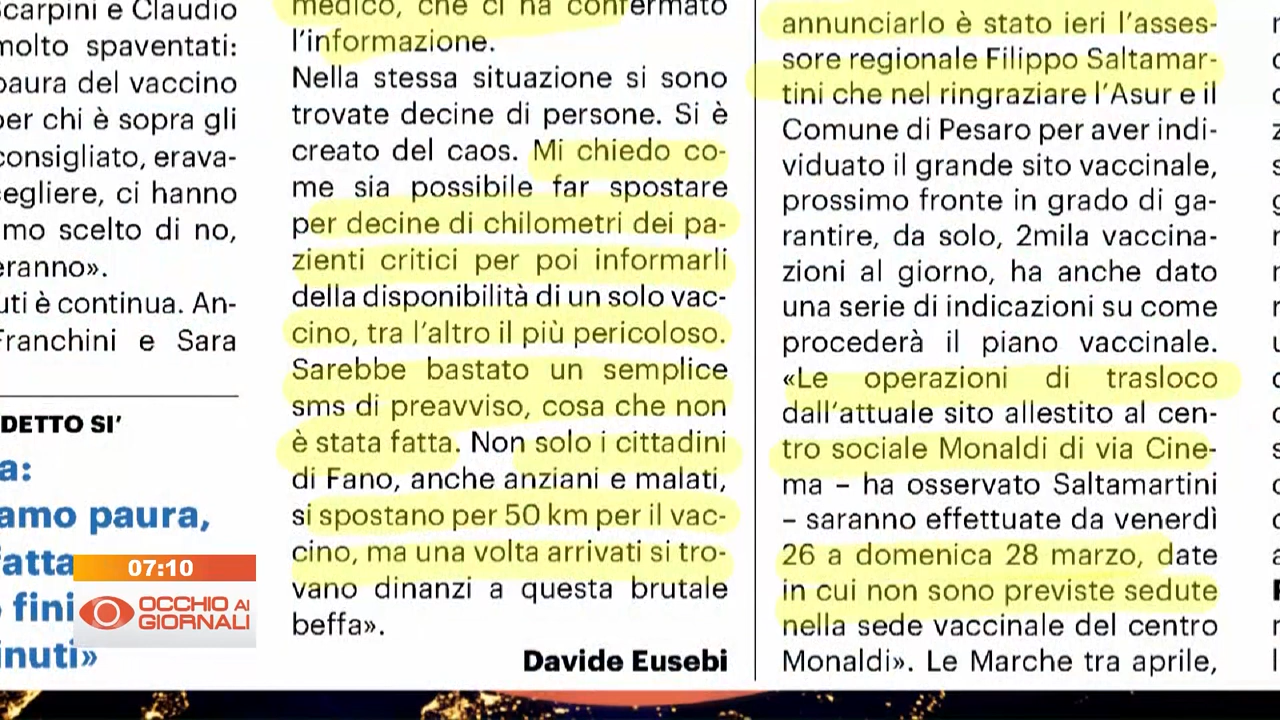 Scarpini e Claudio
molto spaventati:
paura del vaccino
per chi è sopra gli
consigliato, erava-
egliere, ci hanno
mo scelto di no,
eranno».
uti è continua. An-
Franchini e Sara
DETTO SI'
a:
amo paura,
fatta
fini
inuti»
medico, che ci ha confermato
l'informazione.
Nella stessa situazione si sono
trovate decine di persone. Si è
creato del caos. Mi chiedo co-
me sia possibile far spostare
per decine di chilometri dei pa-
zienti critici per poi informarli
della disponibilità di un solo vac-
cino, tra l'altro il più pericoloso.
Sarebbe bastato un semplice
sms di preavviso, cosa che non
è stata fatta. Non solo i cittadini
di Fano, anche anziani e malati,
si spostano per 50 km per il vac-
cino, ma una volta arrivati si tro-
vano dinanzi a questa brutale
beffa».
Davide Eusebi
annunciarlo è stato ieri l'asses-
sore regionale Filippo Saltamar-
tini che nel ringraziare l'Asur e il
Comune di Pesaro per aver indi-
viduato il grande sito vaccinale,
prossimo fronte in grado di ga-
rantire, da solo, 2mila vaccina-
zioni al giorno, ha anche dato
una serie di indicazioni su come
procederà il piano vaccinale.
«Le operazioni di trasloco
dall'attuale sito allestito al cen-
tro sociale Monaldi di via Cine-
ma – ha osservato Saltamartini
– saranno effettuate da venerdì
26 a domenica 28 marzo, date
in cui non sono previste sedute
nella sede vaccinale del centro
Monaldi». Le Marche tra aprile,
07:10
OCCHIO AI
GIORNALI